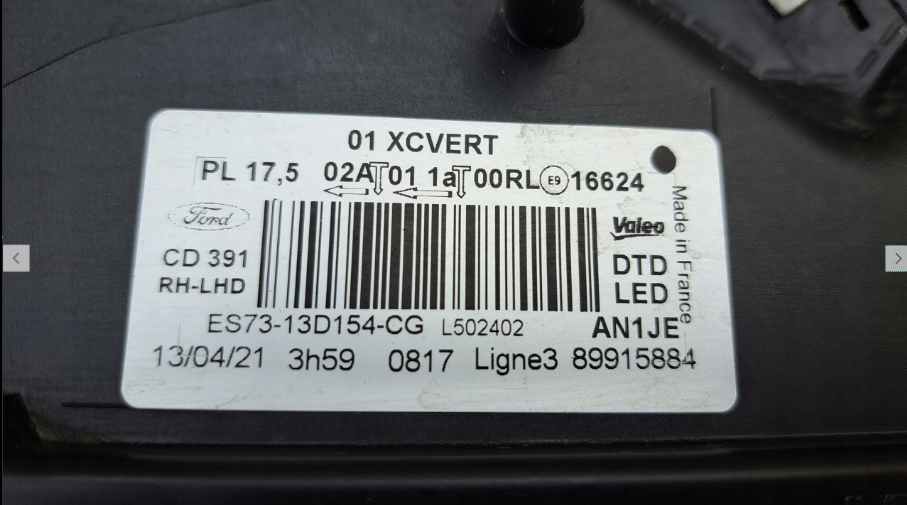 01 XCVERT
PL 17,5 02A 01 1a 00RL E9 16624
Ford
Valeo
Made in France
CD 391
DTD
RH-LHD
LED
ES73-13D154-CG L502402 AN1JE
13/04/21 3h59 0817 Ligne3 89915884